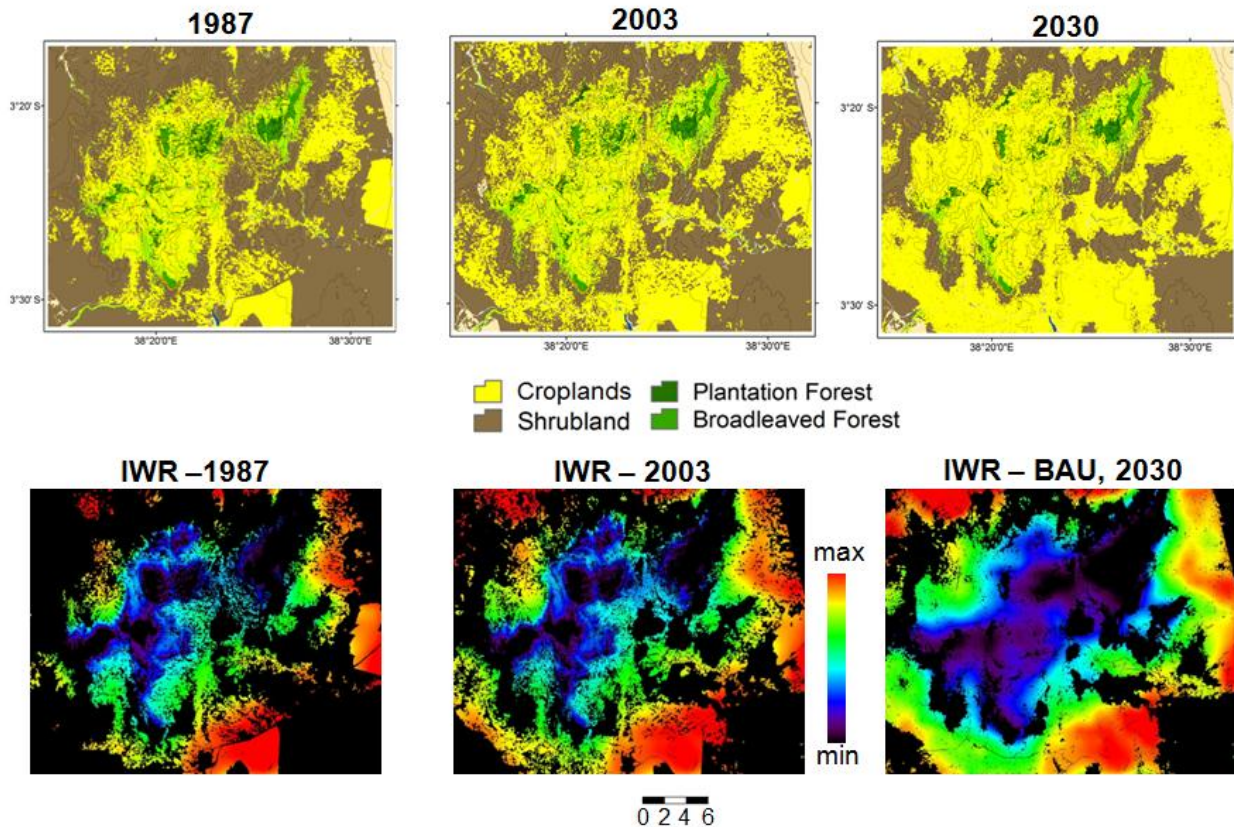 1987
2003
2030
3°20' S
3°20' S
3°20' S
3°30' S
3°30' S
3°30' S
38°20'0"E
38°30'0"E
38°20'0"E
38°30'0"E
38°20'0"E
38°30'0"E
Croplands
Plantation Forest
Shrubland
Broadleaved Forest
IWR –1987
IWR – 2003
IWR – BAU, 2030
max
min
0 2 4 6